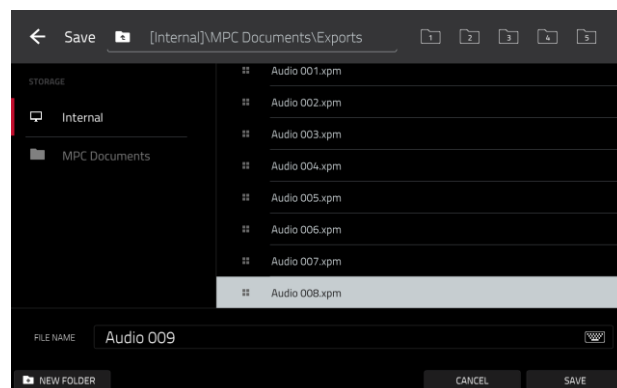 Save [Internal]\MPC Documents\Exports 1 2 3 4 5
STORAGE
Internal
MPC Documents
Audio 001.xpm
Audio 002.xpm
Audio 003.xpm
Audio 004.xpm
Audio 005.xpm
Audio 006.xpm
Audio 007.xpm
Audio 008.xpm
FILE NAME Audio 009
NEW FOLDER CANCEL SAVE